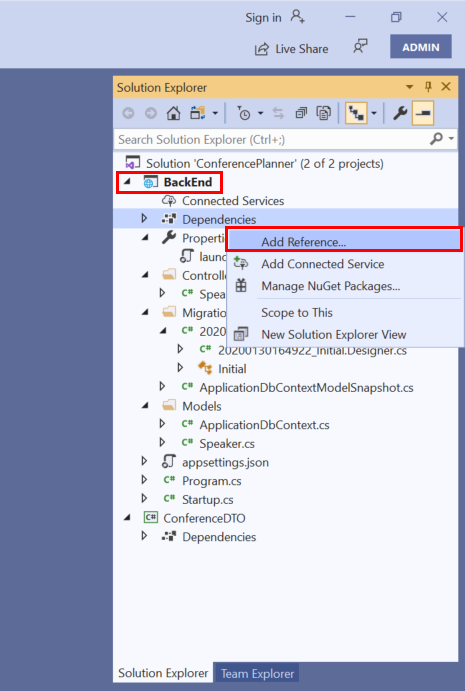 Sign in
Live Share
ADMIN
Solution Explorer
Search Solution Explorer (Ctrl+;)
Solution 'ConferencePlanner' (2 of 2 projects)
BackEnd
Connected Services
Dependencies
Properti
Add Reference...
laun
Add Connected Service
Controll
Manage NuGet Packages...
C# Spea
Migratio
Scope to This
C# 2020
New Solution Explorer View
C# 20200130164922_Initial.Designer.cs
Initial
C# ApplicationDbContextModelSnapshot.cs
Models
C# ApplicationDbContext.cs
C# Speaker.cs
appsettings.json
C# Program.cs
C# Startup.cs
C# ConferenceDTO
Dependencies
Solution Explorer Team Explorer